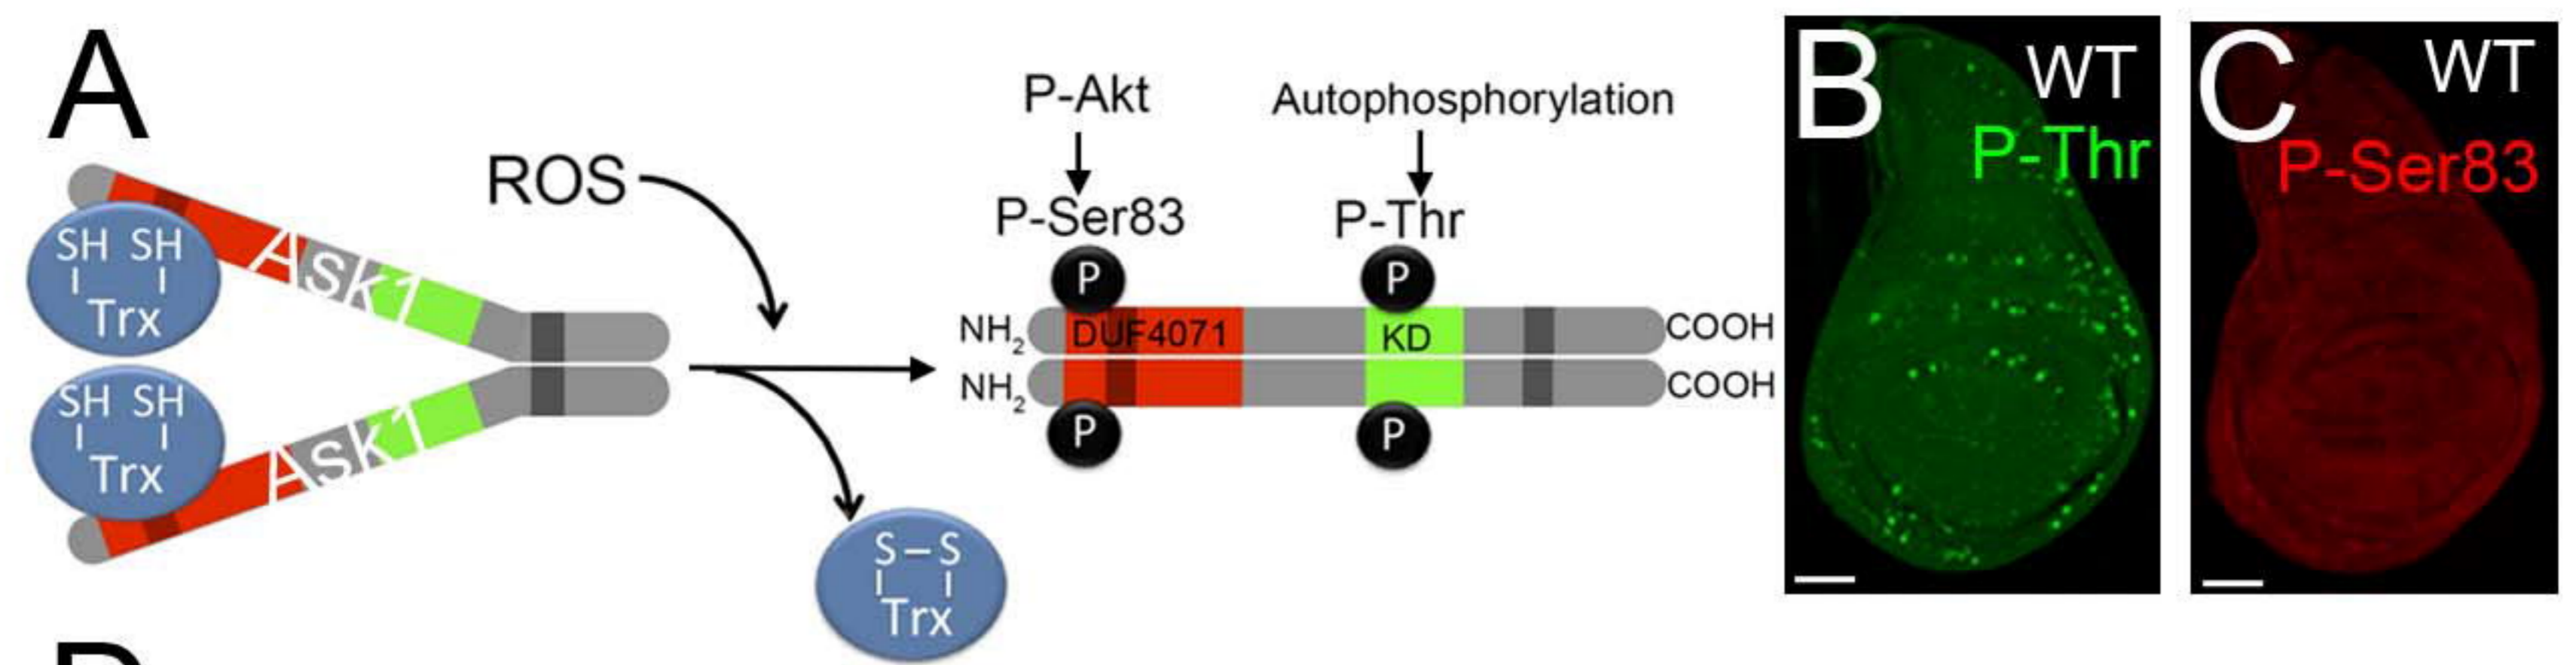 A
SH SH
Trx
Ask1
SH SH
Trx
Ask1
ROS
S–S
Trx
P-Akt
Autophosphorylation
P-Ser83
P-Thr
P
P
NH2
DUF4071
KD
COOH
NH2
COOH
P
P
B
WT
P-Thr
C
WT
P-Ser83